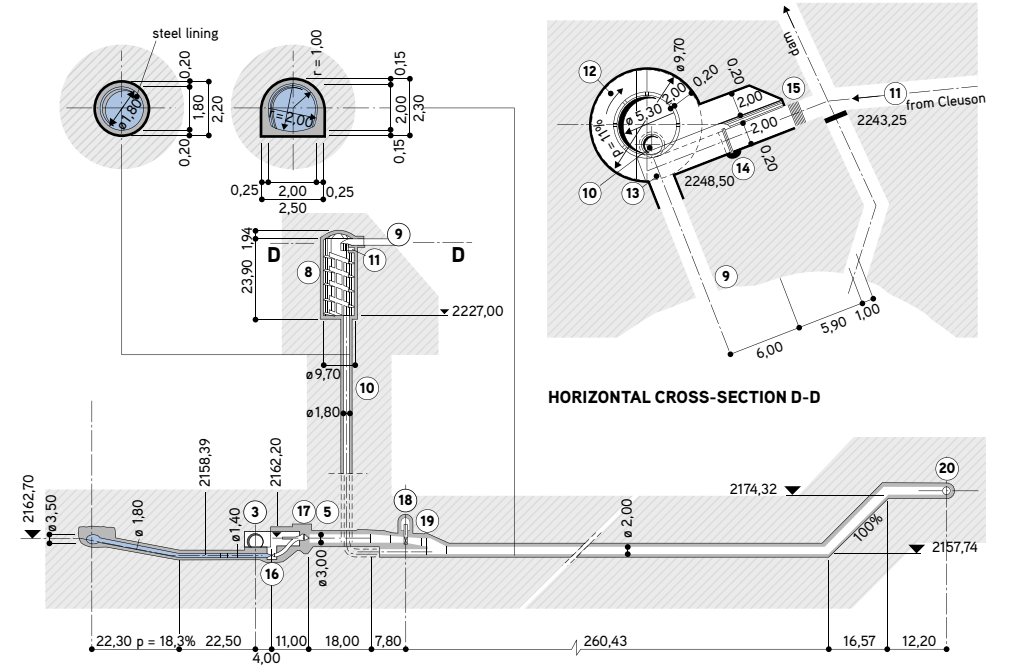 steel lining
0,20
1,80
2,20
0,20
ø1,80
r = 1,00
0,15
2,00
2,30
0,15
r = 2,00
0,25
2,00
0,25
2,50
1,94
23,90
D
D
8
9
11
2227,00
ø9,70
10
ø1,80
12
ø 9,70
0,20
2,00
0,20
ø 5,30
p = 11%
2,00
2,00
0,20
dam
15
11
from Cleuson
2243,25
14
2248,50
10
13
9
6,00
5,90
1,00
HORIZONTAL CROSS-SECTION D-D
2162,70
ø3,50
ø 1,80
2158,39
ø1,40
2162,20
3
17
5
16
ø3,00
18
19
ø 2,00
2174,32
20
100%
2157,74
22,30
p = 18,3%
22,50
4,00
11,00
18,00
7,80
260,43
16,57
12,20